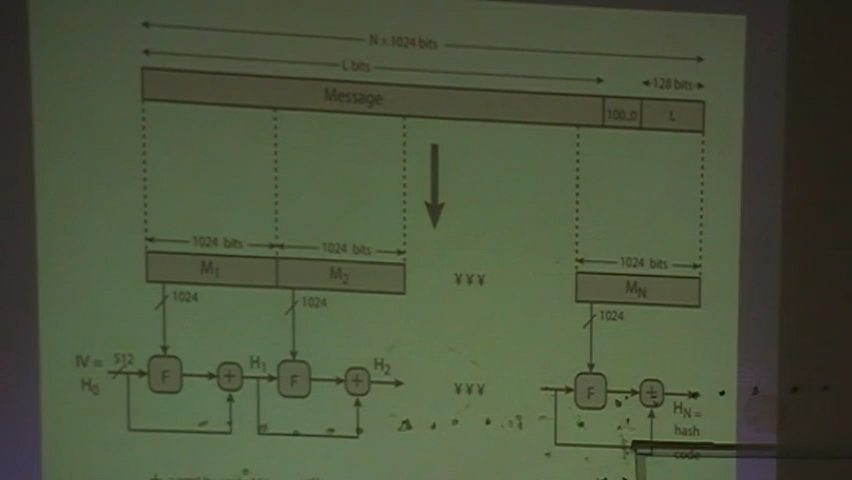 N × 1024 bits
L bits
128 bits
Message
100..0
L
1024 bits
1024 bits
1024 bits
M1
M2
¥¥¥
MN
1024
1024
1024
IV =
H0
512
F
+
H1
F
+
H2
¥¥¥
F
+
HN =
hash
code